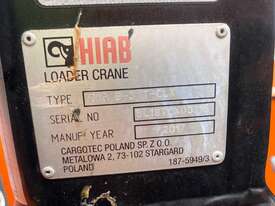 HIAB
LOADER CRANE
TYPE
SERIAL NO
MANUF YEAR
CARGOTEC POLAND SP. Z O.O.
METALOWA 2, 73-102 STARGARD
POLAND 187-5949/3